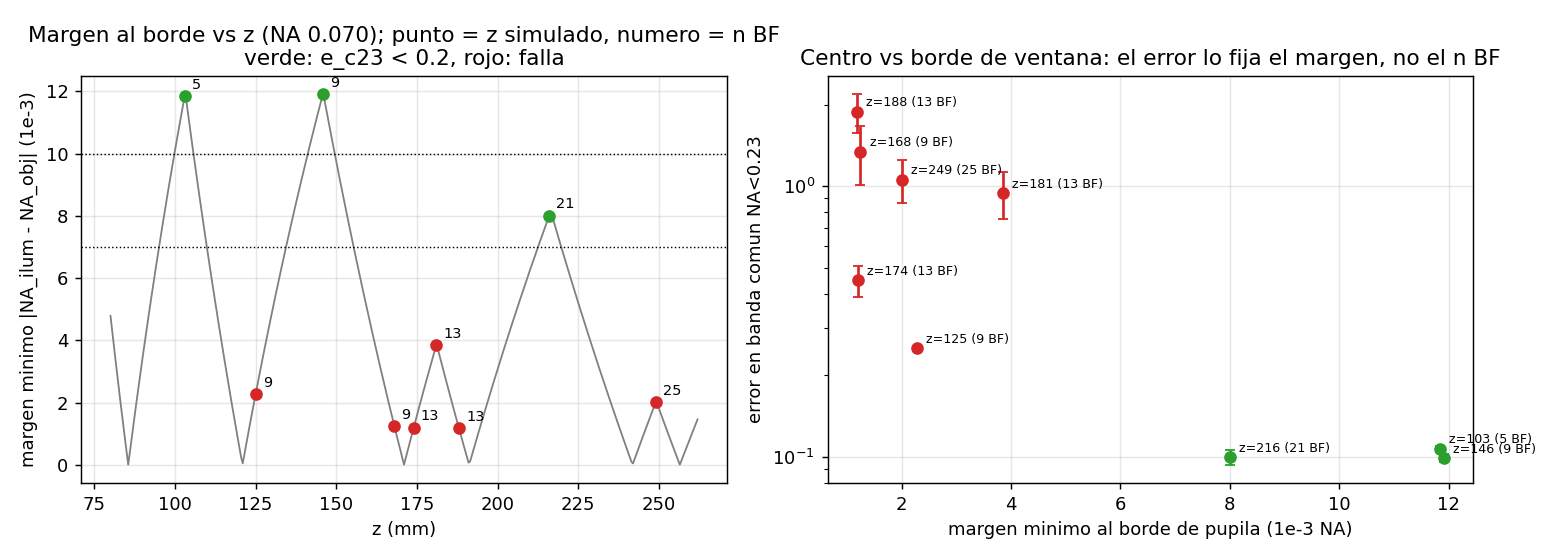 Margen al borde vs z (NA 0.070); punto = z simulado, numero = n BF
verde: e_c23 < 0.2, rojo: falla
margen minimo |NA_ilum - NA_obj| (1e-3)
12
10
8
6
4
2
0
5
9
9
9
13
13
13
21
25
75
100
125
150
175
200
225
250
z (mm)
Centro vs borde de ventana: el error lo fija el margen, no el n BF
error en banda comun NA<0.23
10⁰
10⁻¹
z=188 (13 BF)
z=168 (9 BF)
z=249 (25 BF)
z=181 (13 BF)
z=174 (13 BF)
z=125 (9 BF)
z=216 (21 BF)
z=103 (5 BF)
z=146 (9 BF)
2
4
6
8
10
12
margen minimo al borde de pupila (1e-3 NA)